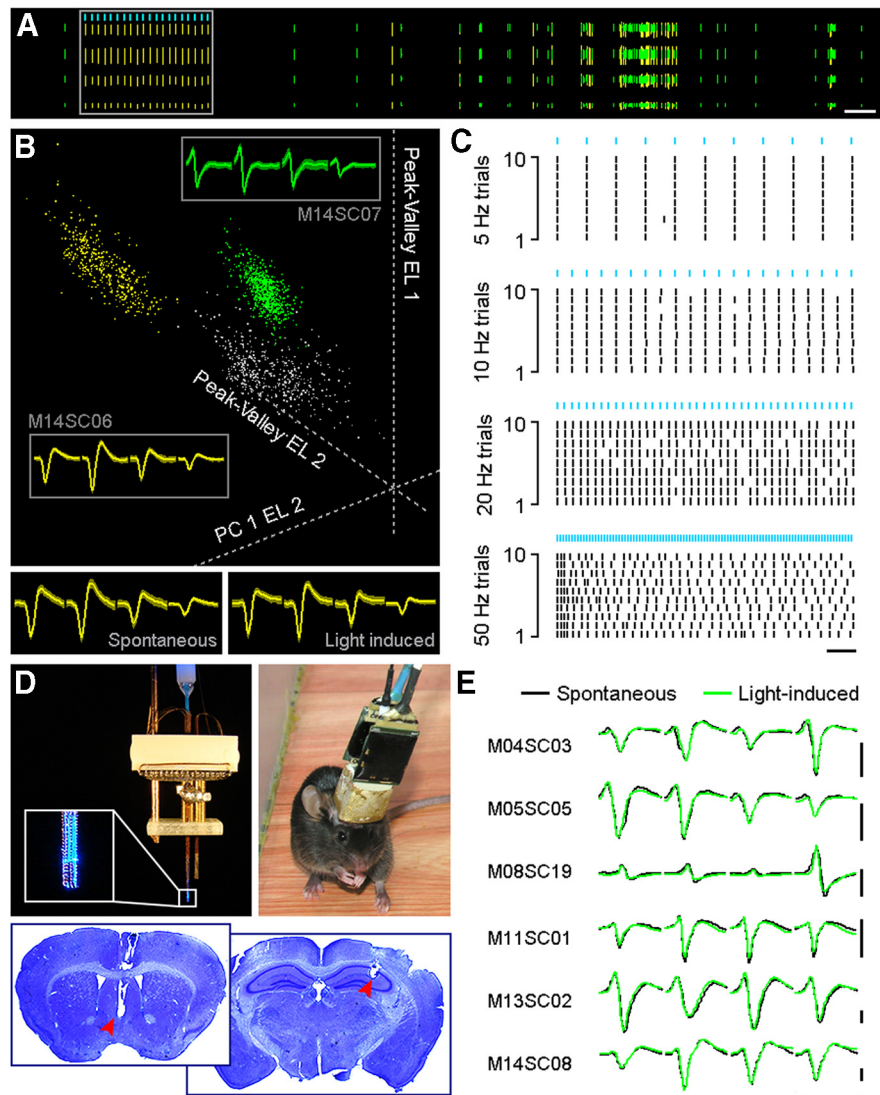 A
B
M14SC07
Peak-Valley EL 1
Peak-Valley EL 2
M14SC06
PC 1 EL 2
Spontaneous
Light induced
C
10
5 Hz trials
1
10
10 Hz trials
1
10
20 Hz trials
1
10
50 Hz trials
1
D
E
Spontaneous
Light-induced
M04SC03
M05SC05
M08SC19
M11SC01
M13SC02
M14SC08